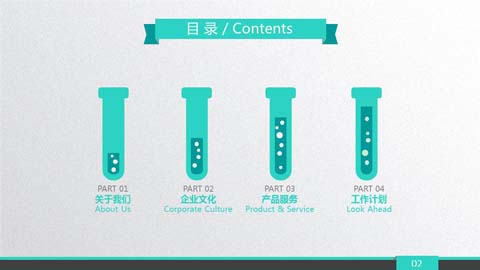 目 录 / Contents
PART 01
关于我们
About Us
PART 02
企业文化
Corporate Culture
PART 03
产品服务
Product & Service
PART 04
工作计划
Look Ahead
02